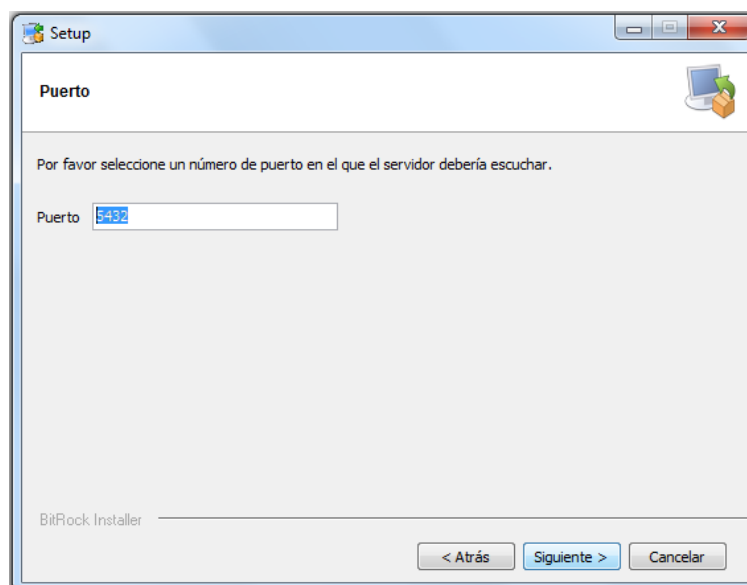 Setup
Puerto
Por favor seleccione un número de puerto en el que el servidor debería escuchar.
Puerto 5432
BitRock Installer
< Atrás Siguiente > Cancelar